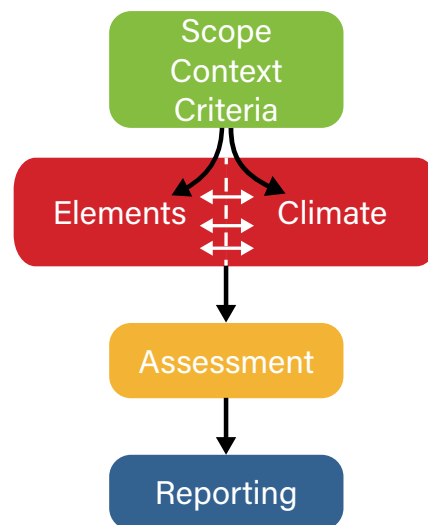 Scope
Context
Criteria
Elements
Climate
Assessment
Reporting